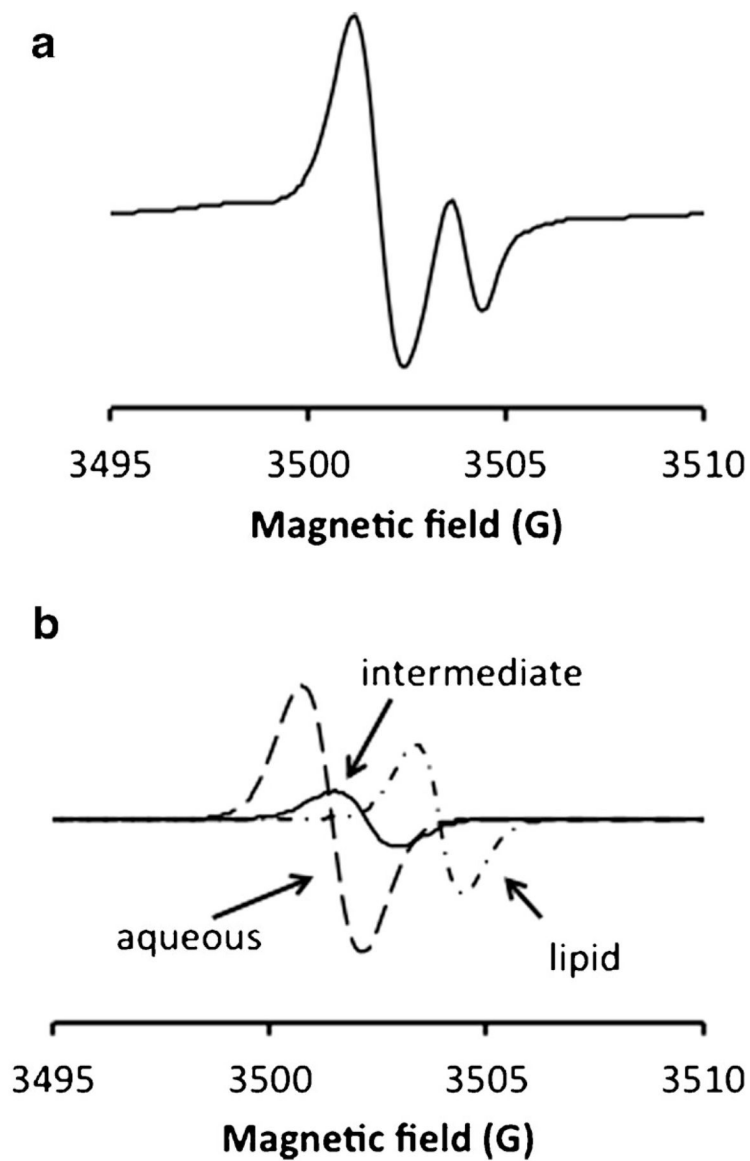 a
3495 3500 3505 3510
Magnetic field (G)
b
intermediate
aqueous
lipid
3495 3500 3505 3510
Magnetic field (G)